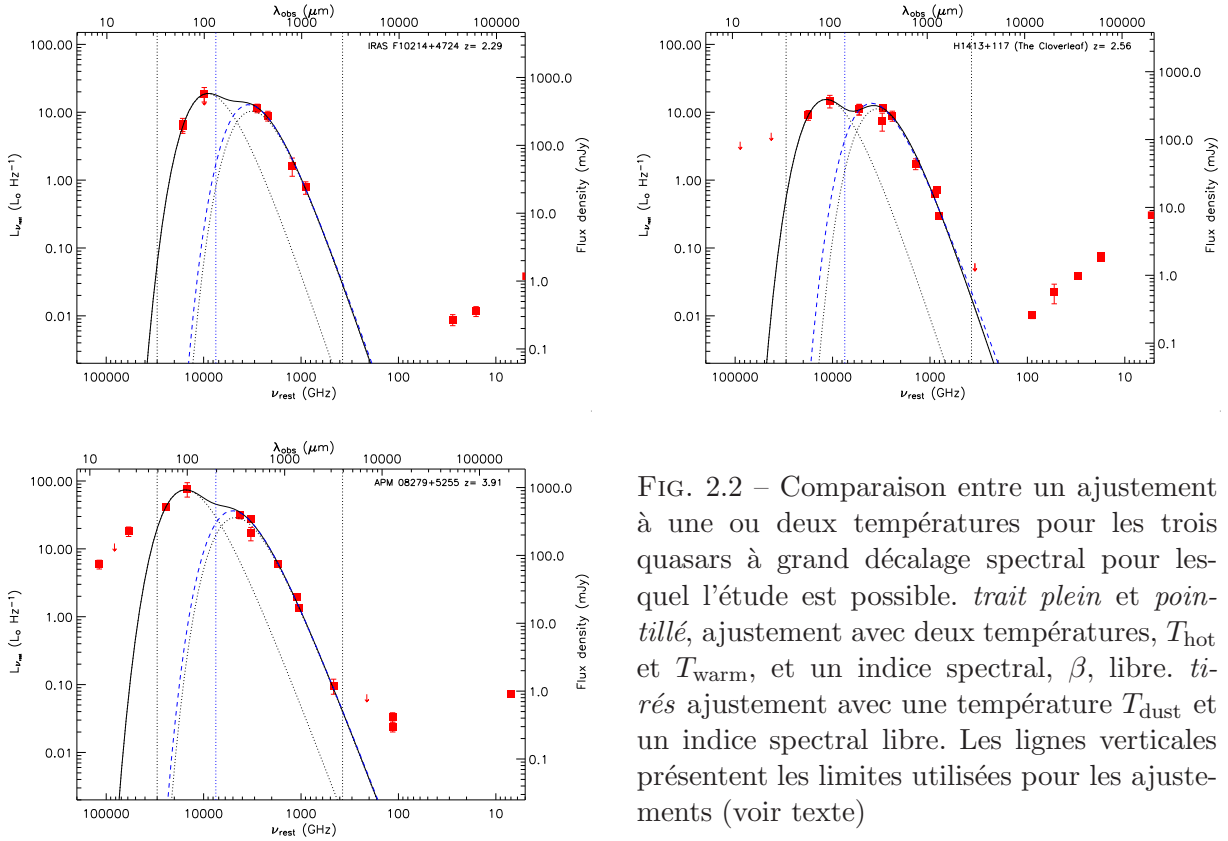 λobs (μm)
10 100 1000 10000 100000
IRAS F10214+4724 z= 2.29
100.00
10.00
1.00
0.10
0.01
Lνrest (L⊙ Hz−1)
1000.0
100.0
10.0
1.0
0.1
Flux density (mJy)
100000 10000 1000 100 10
νrest (GHz)
λobs (μm)
10 100 1000 10000 100000
H1413+117 (The Cloverleaf) z= 2.56
100.00
10.00
1.00
0.10
0.01
Lνrest (L⊙ Hz−1)
1000.0
100.0
10.0
1.0
0.1
Flux density (mJy)
100000 10000 1000 100 10
νrest (GHz)
λobs (μm)
10 100 1000 10000 100000
APM 08279+5255 z= 3.91
100.00
10.00
1.00
0.10
0.01
Lνrest (L⊙ Hz−1)
1000.0
100.0
10.0
1.0
0.1
Flux density (mJy)
100000 10000 1000 100 10
νrest (GHz)
FIG. 2.2 – Comparaison entre un ajustement
à une ou deux températures pour les trois
quasars à grand décalage spectral pour les-
quel l'étude est possible. trait plein et poin-
tillé, ajustement avec deux températures, Thot
et Twarm, et un indice spectral, β, libre. ti-
rés ajustement avec une température Tdust et
un indice spectral libre. Les lignes verticales
présentent les limites utilisées pour les ajuste-
ments (voir texte)